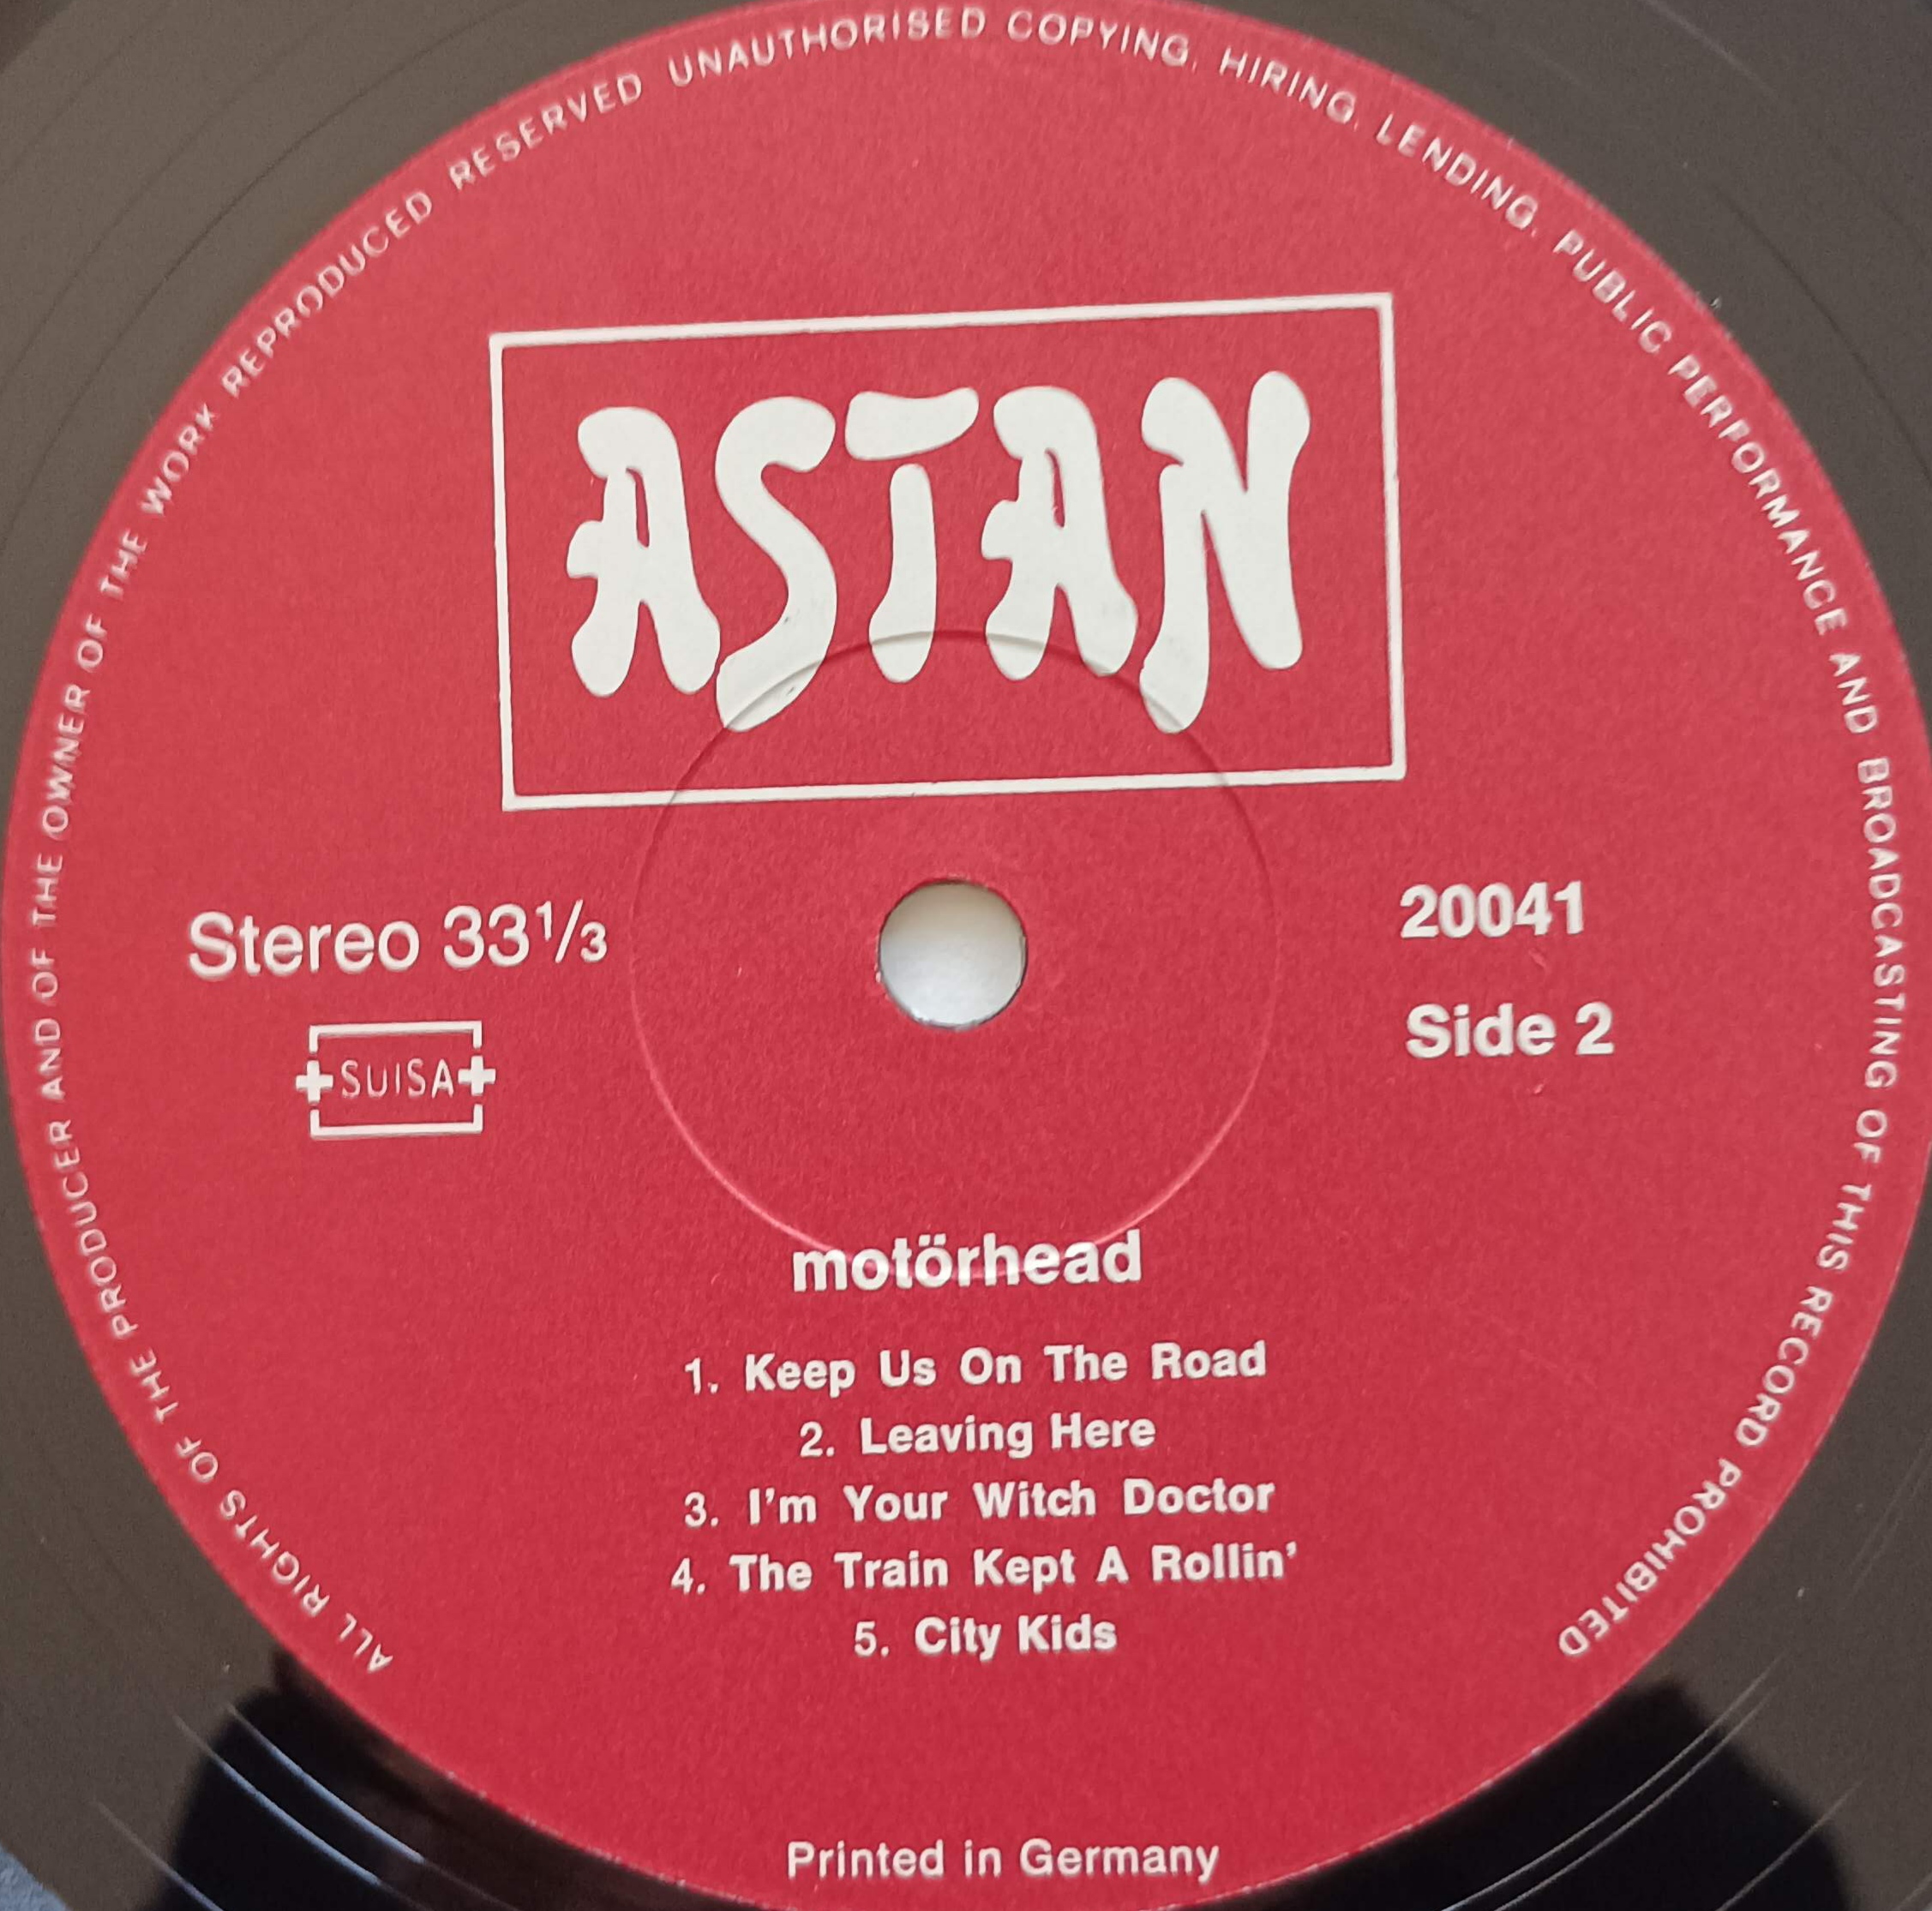 ALL RIGHTS OF THE PRODUCER AND OF THE OWNER OF THE WORK REPRODUCED RESERVED UNAUTHORISED COPYING, HIRING, LENDING, PUBLIC PERFORMANCE AND BROADCASTING OF THIS RECORD PROHIBITED
ASTAN
Stereo 33 1/3
20041
SUISA
Side 2
motörhead
1. Keep Us On The Road
2. Leaving Here
3. I'm Your Witch Doctor
4. The Train Kept A Rollin'
5. City Kids
Printed in Germany